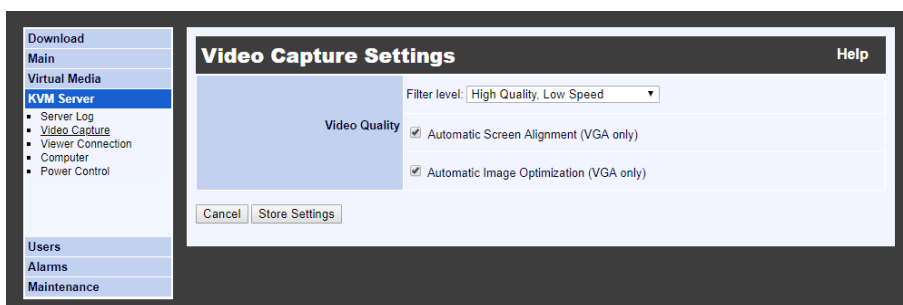 Download
Main
Virtual Media
KVM Server
Server Log
Video Capture
Viewer Connection
Computer
Power Control
Users
Alarms
Maintenance
Video Capture Settings
Help
Video Quality
Filter level: High Quality, Low Speed
Automatic Screen Alignment (VGA only)
Automatic Image Optimization (VGA only)
Cancel Store Settings